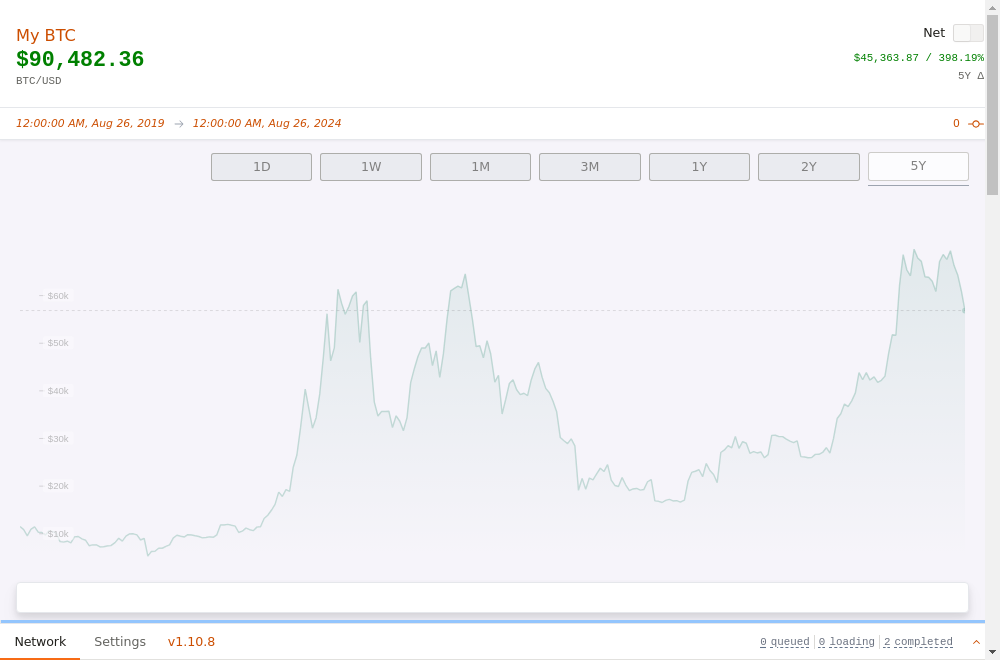 My BTC
Net
$90,482.36
$45,363.87 / 398.19%
BTC/USD
5Y Δ
12:00:00 AM, Aug 26, 2019 → 12:00:00 AM, Aug 26, 2024
0
1D 1W 1M 3M 1Y 2Y 5Y
$60k
$50k
$40k
$30k
$20k
$10k
Network Settings v1.10.8
0 queued 0 loading 2 completed